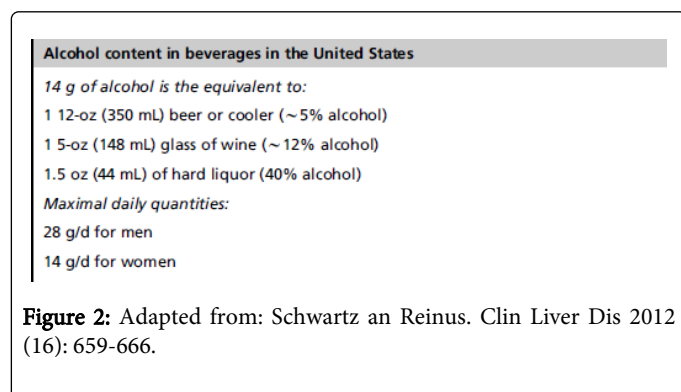 Alcohol content in beverages in the United States
14 g of alcohol is the equivalent to:
1 12-oz (350 mL) beer or cooler (~5% alcohol)
1 5-oz (148 mL) glass of wine (~12% alcohol)
1.5 oz (44 mL) of hard liquor (40% alcohol)
Maximal daily quantities:
28 g/d for men
14 g/d for women
Figure 2: Adapted from: Schwartz an Reinus. Clin Liver Dis 2012
(16): 659-666.